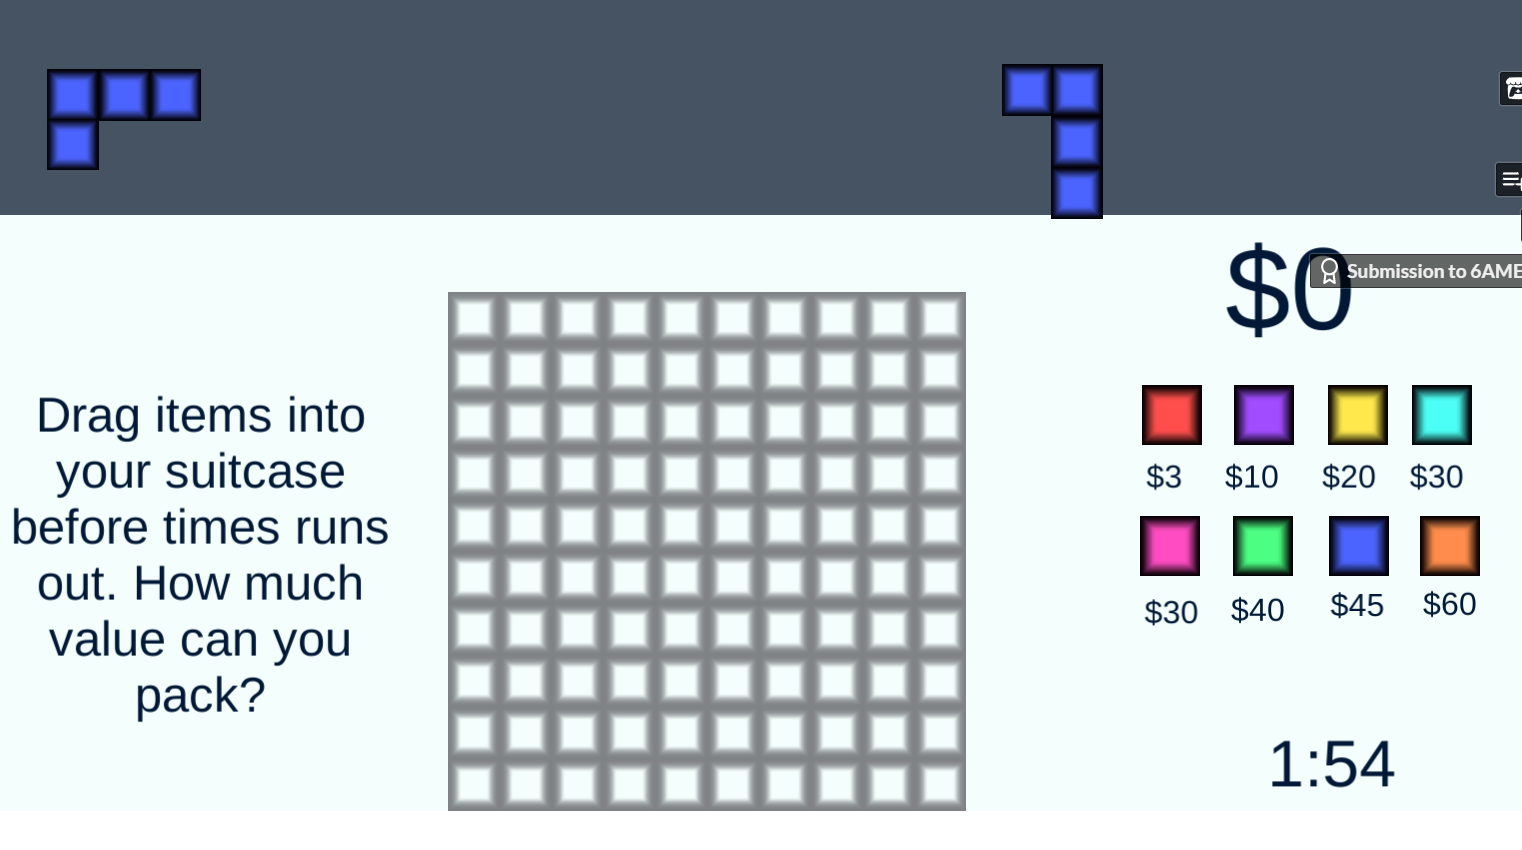 $0
Submission to 6AME
Drag items into
your suitcase
before times runs
out. How much
value can you
pack?
$3 $10 $20 $30
$30 $40 $45 $60
1:54